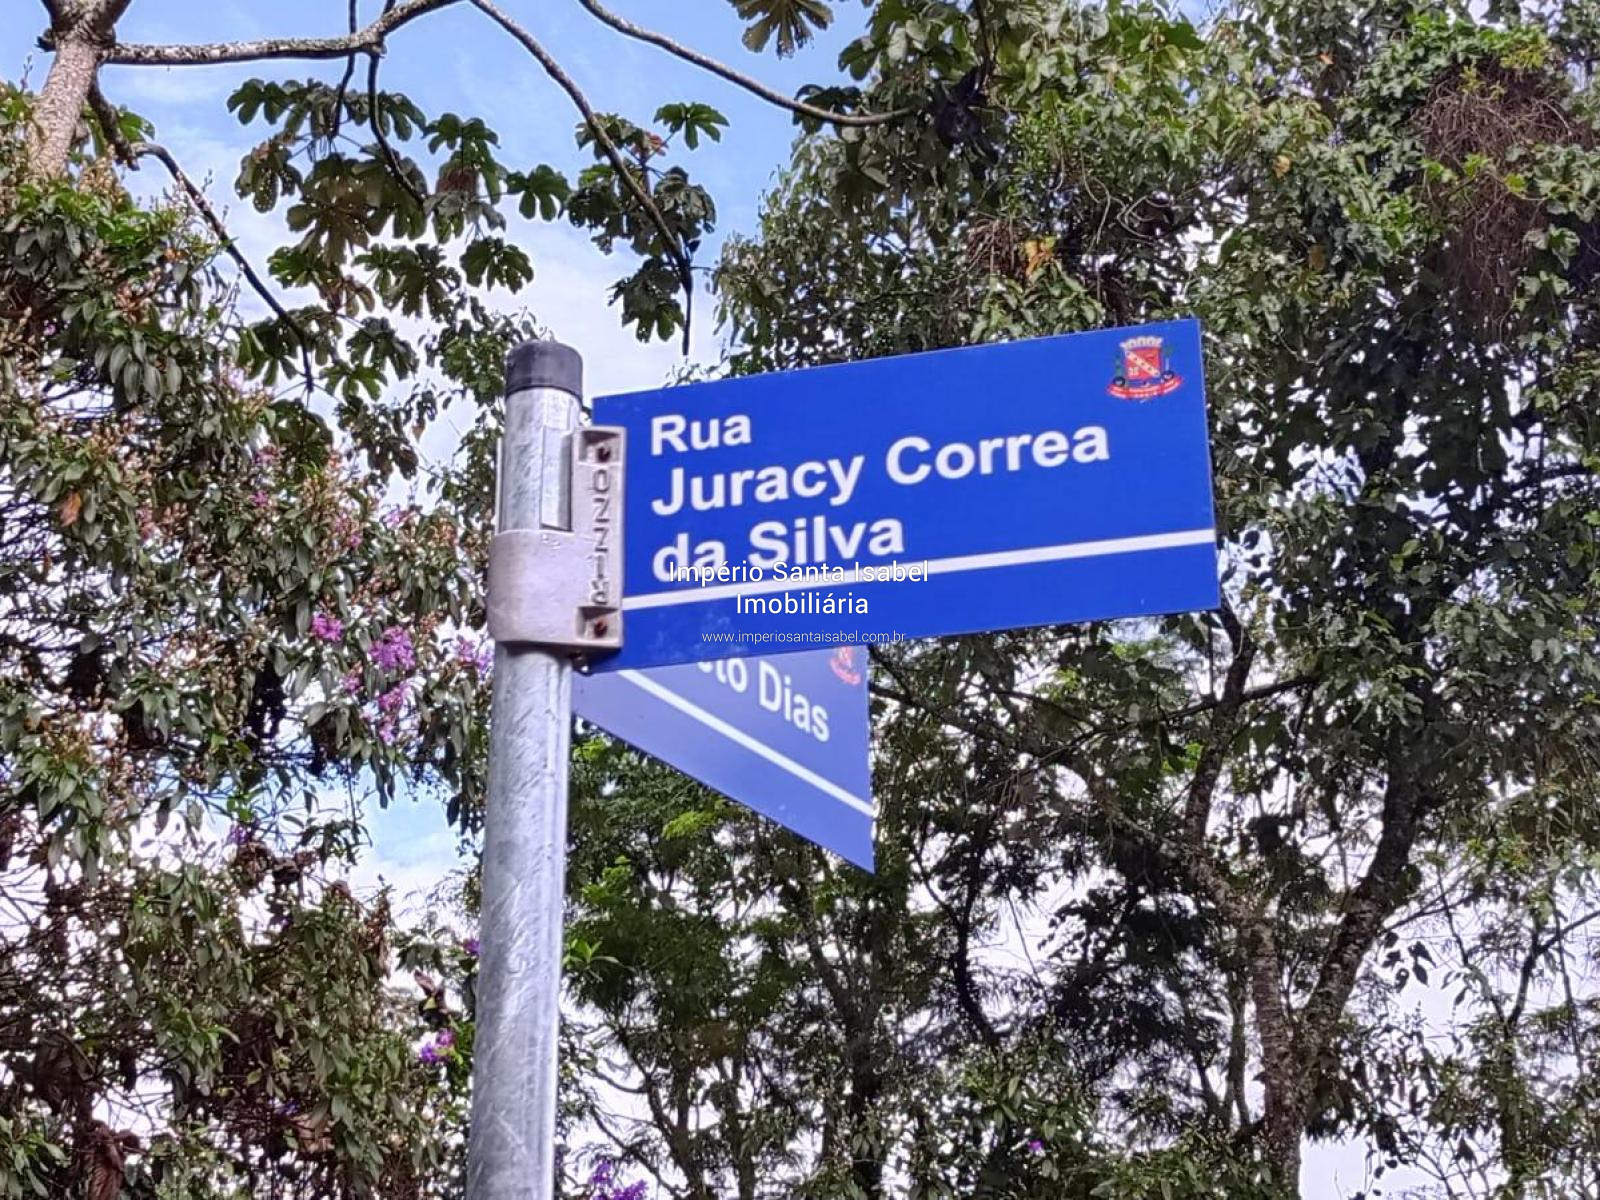 Rua
Juracy Correa
da Silva
Império Santa Isabel
Imobiliária
www.imperiosantaisabel.com.br
Dias